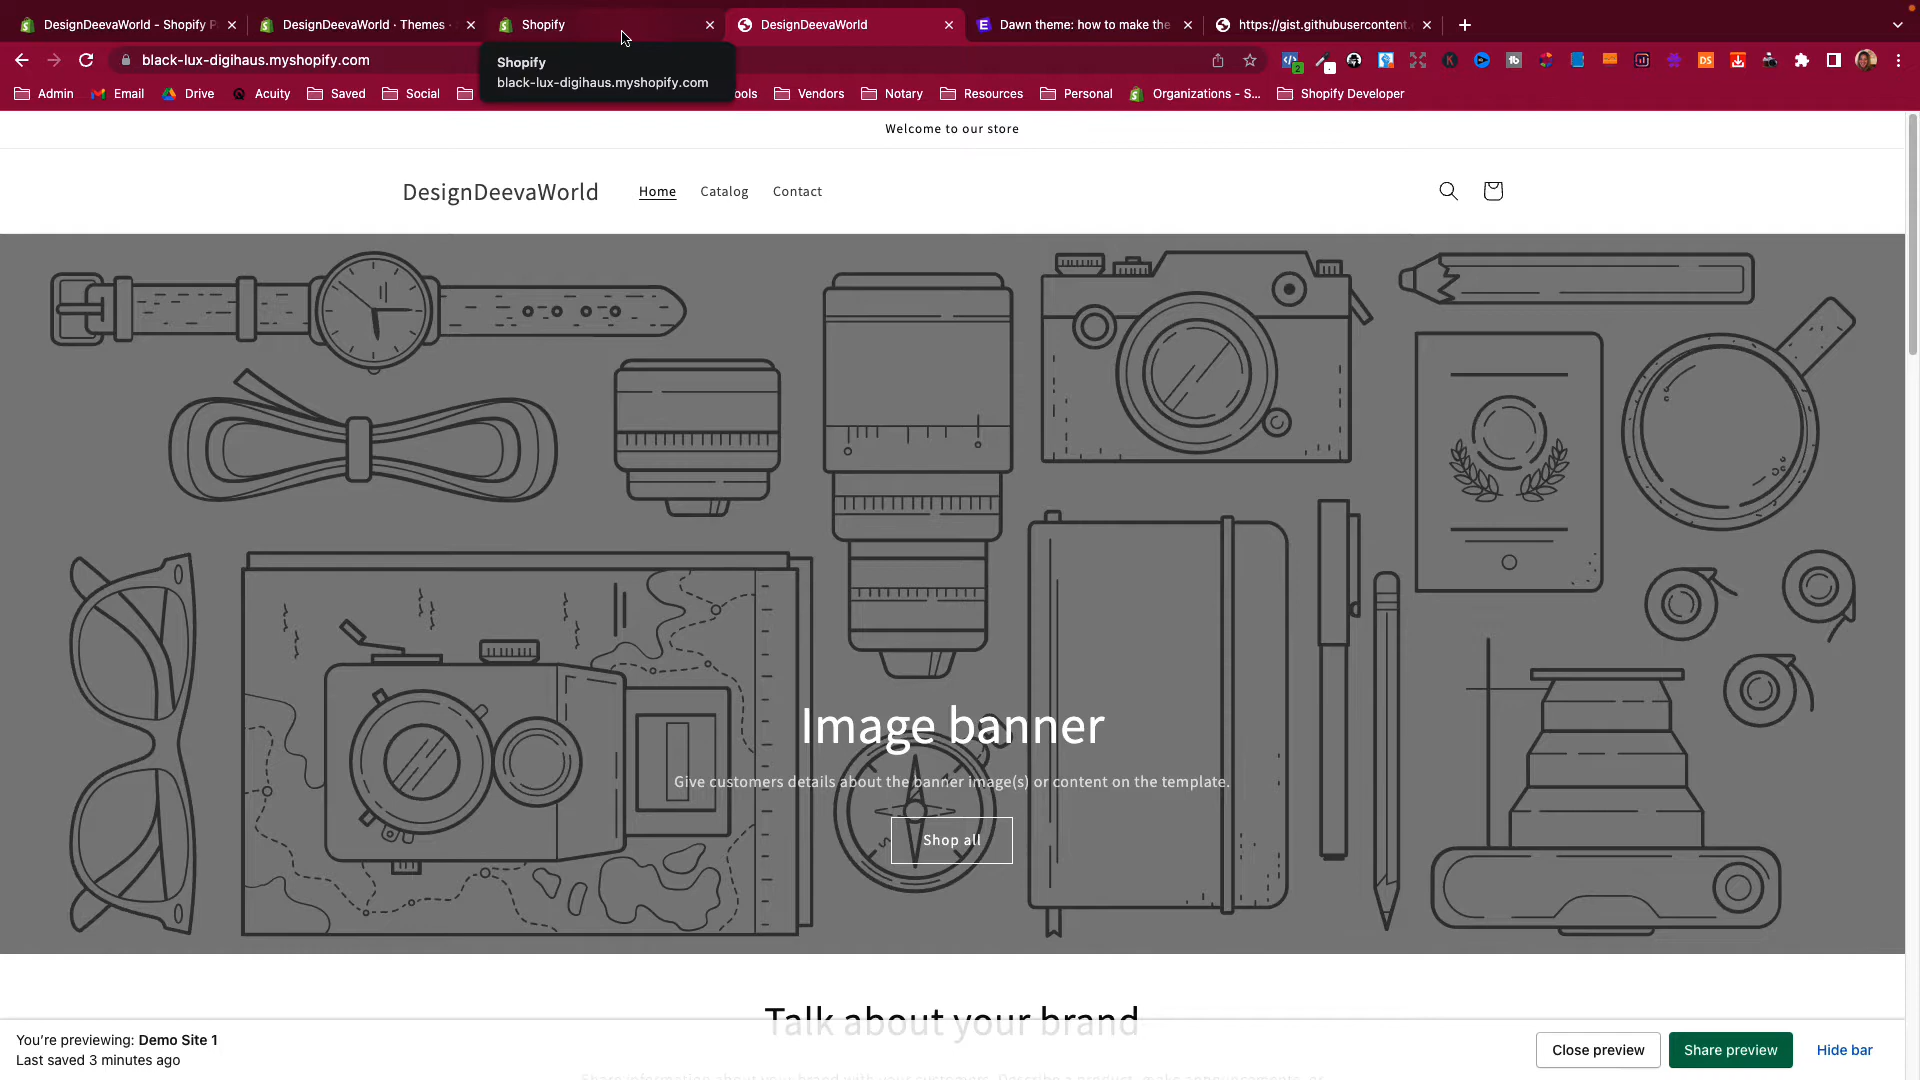 DesignDeevaWorld - Shopify P
DesignDeevaWorld · Themes ·
Shopify
DesignDeevaWorld
Dawn theme: how to make the
https://gist.githubusercontent.
black-lux-digihaus.myshopify.com
Shopify
black-lux-digihaus.myshopify.com
Admin
Email
Drive
Acuity
Saved
Social
ools
Vendors
Notary
Resources
Personal
Organizations - S...
Shopify Developer
Welcome to our store
DesignDeevaWorld
Home
Catalog
Contact
Image banner
Give customers details about the banner image(s) or content on the template.
Shop all
Talk about your brand
You're previewing: Demo Site 1
Last saved 3 minutes ago
Close preview
Share preview
Hide bar